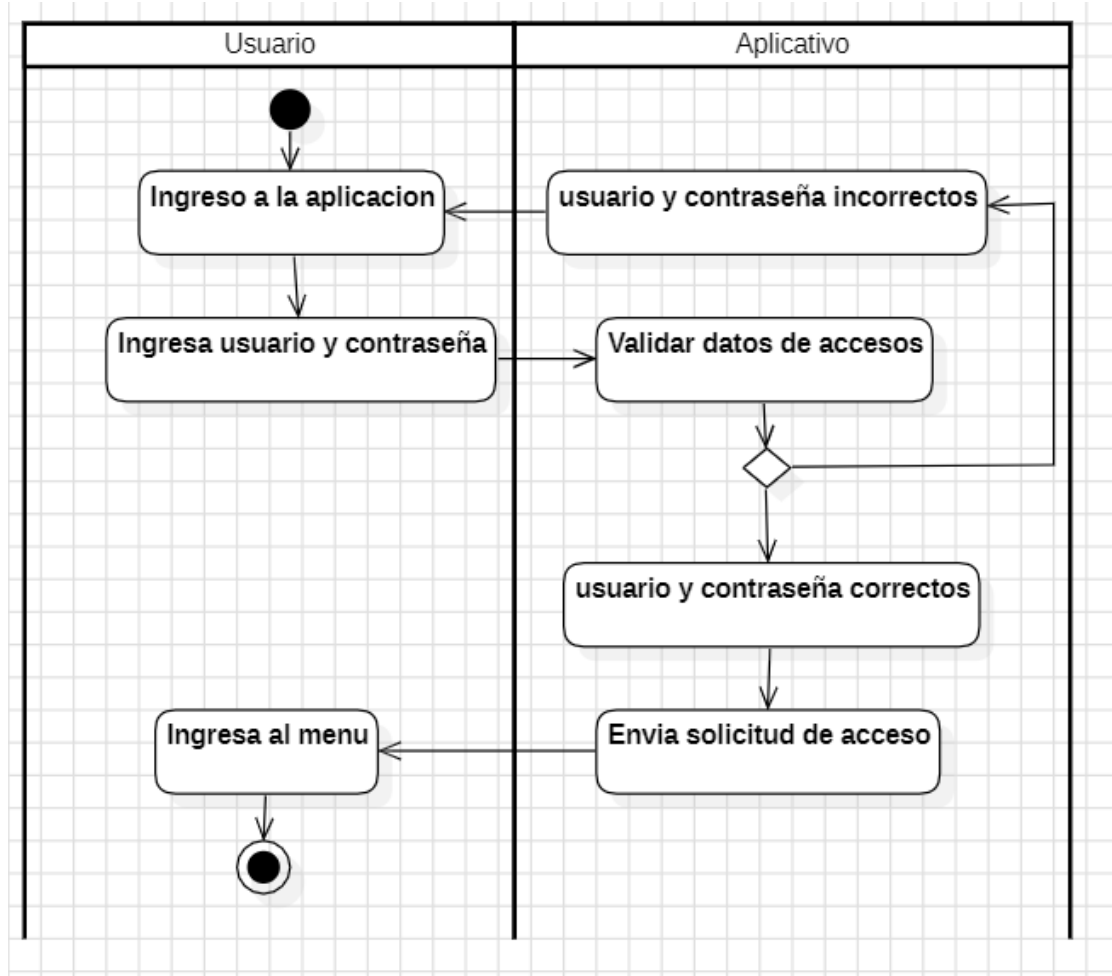 Usuario
Aplicativo
Ingreso a la aplicacion
usuario y contraseña incorrectos
Ingresa usuario y contraseña
Validar datos de accesos
usuario y contraseña correctos
Ingresa al menu
Envia solicitud de acceso